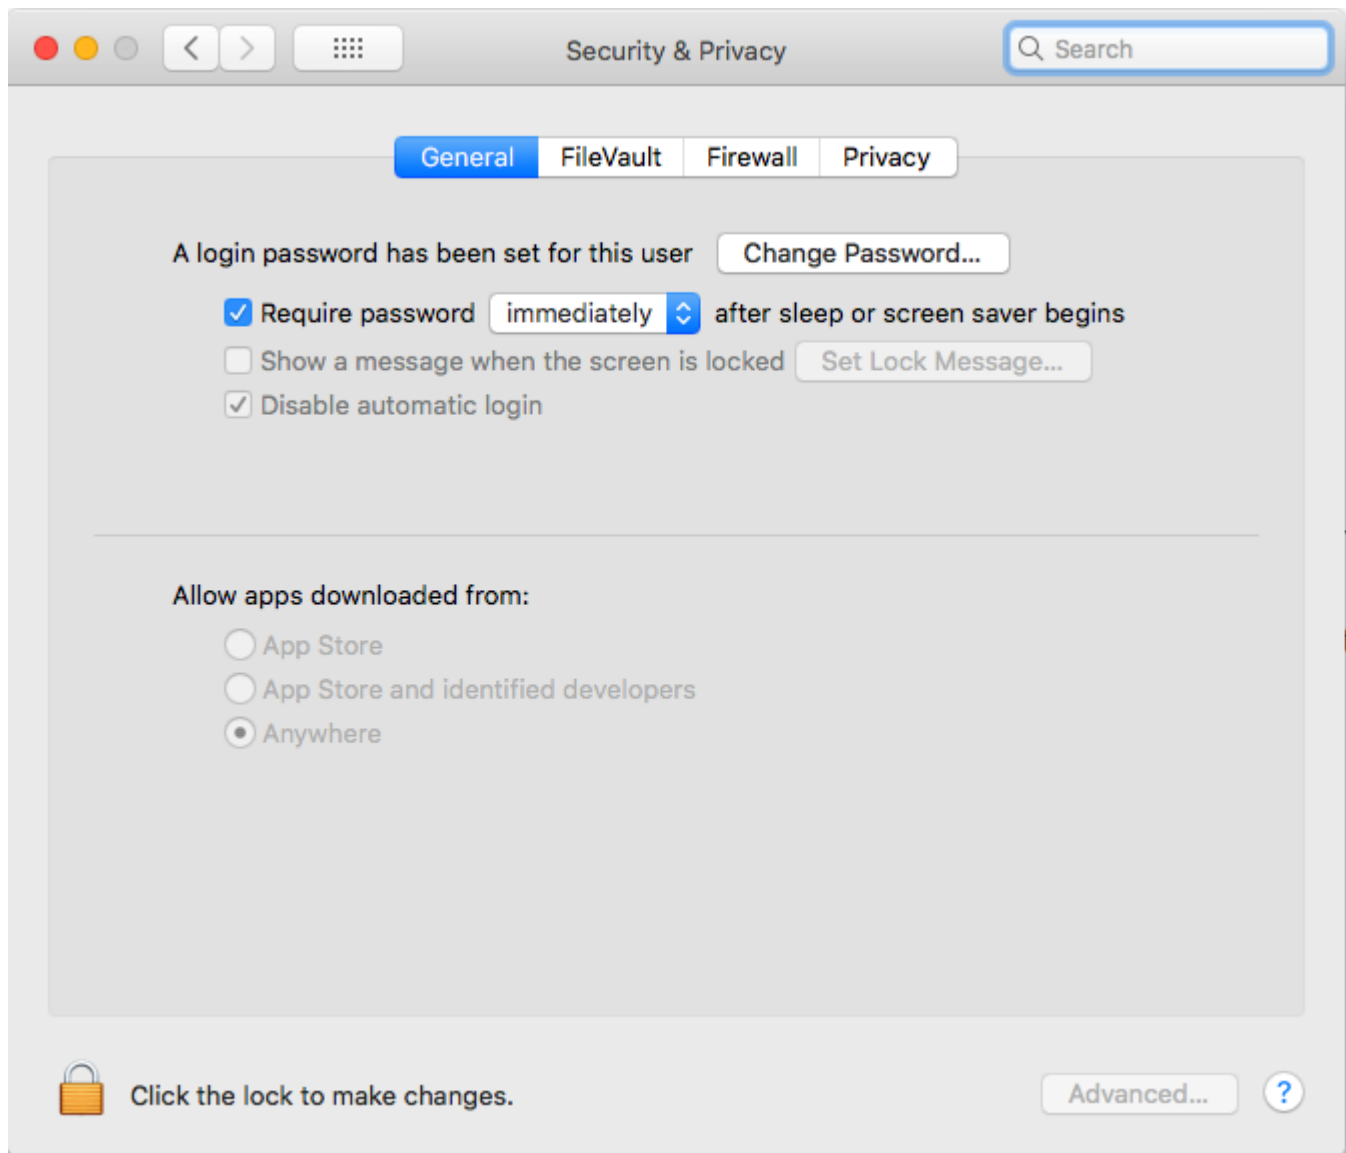 Security & Privacy
Search
General FileVault Firewall Privacy
A login password has been set for this user Change Password...
Require password immediately after sleep or screen saver begins
Show a message when the screen is locked Set Lock Message...
Disable automatic login
Allow apps downloaded from:
App Store
App Store and identified developers
Anywhere
Click the lock to make changes.
Advanced... ?